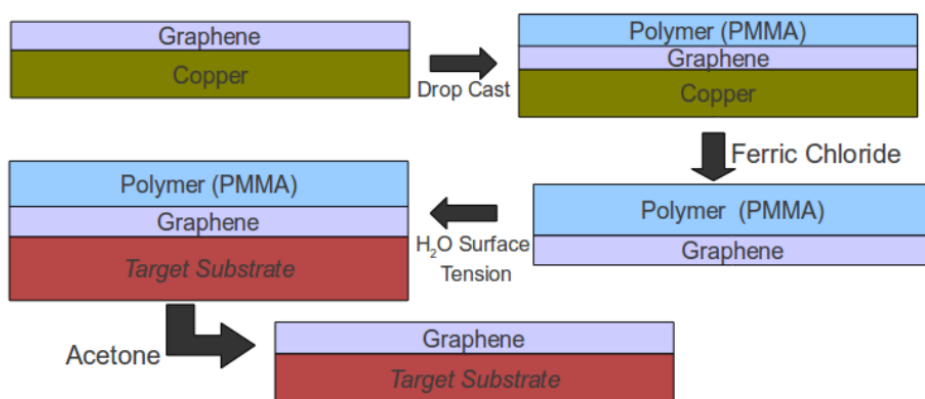 Graphene
Copper
Drop Cast
Polymer (PMMA)
Graphene
Copper
Ferric Chloride
Polymer (PMMA)
Graphene
H₂O Surface
Tension
Polymer (PMMA)
Graphene
Target Substrate
Acetone
Graphene
Target Substrate